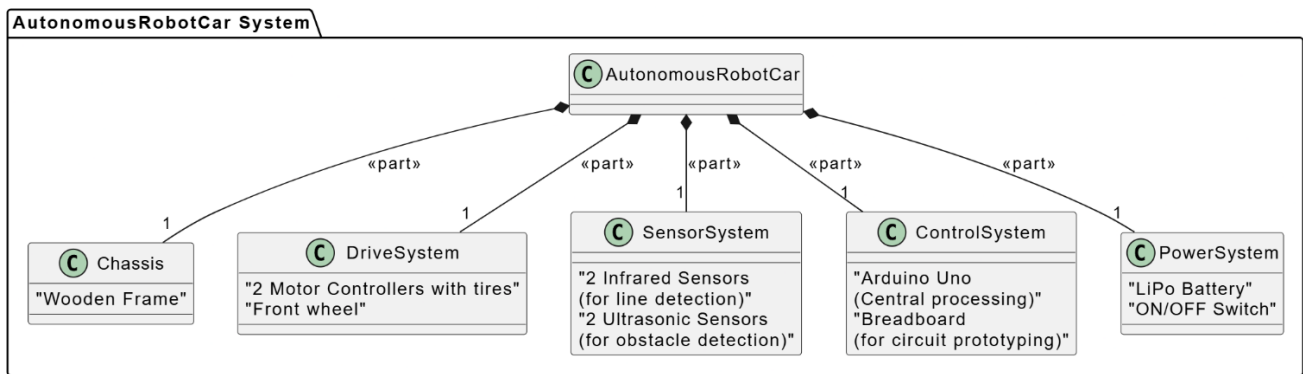 AutonomousRobotCar System
C AutonomousRobotCar
«part»
«part»
«part»
«part»
«part»
1
1
1
1
1
C Chassis
"Wooden Frame"
C DriveSystem
"2 Motor Controllers with tires"
"Front wheel"
C SensorSystem
"2 Infrared Sensors
(for line detection)"
"2 Ultrasonic Sensors
(for obstacle detection)"
C ControlSystem
"Arduino Uno
(Central processing)"
"Breadboard
(for circuit prototyping)"
C PowerSystem
"LiPo Battery"
"ON/OFF Switch"